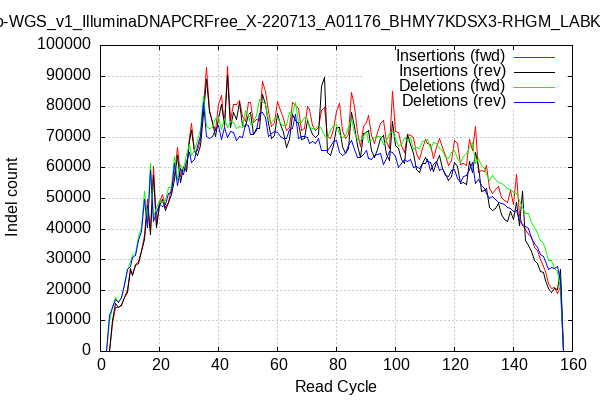 o-WGS_v1_IlluminaDNAPCRFree_X-220713_A01176_BHMY7KDSX3-RHGM_LABK
Insertions (fwd)
Insertions (rev)
Deletions (fwd)
Deletions (rev)
100000
90000
80000
70000
60000
50000
40000
30000
20000
10000
0
Indel count
0 20 40 60 80 100 120 140 160
Read Cycle